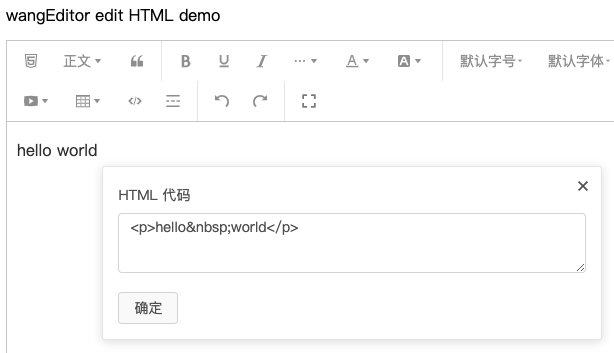 wangEditor edit HTML demo
正文 B U I A A 默认字号 默认字体
hello world
HTML 代码
<p>hello&nbsp;world</p>
确定